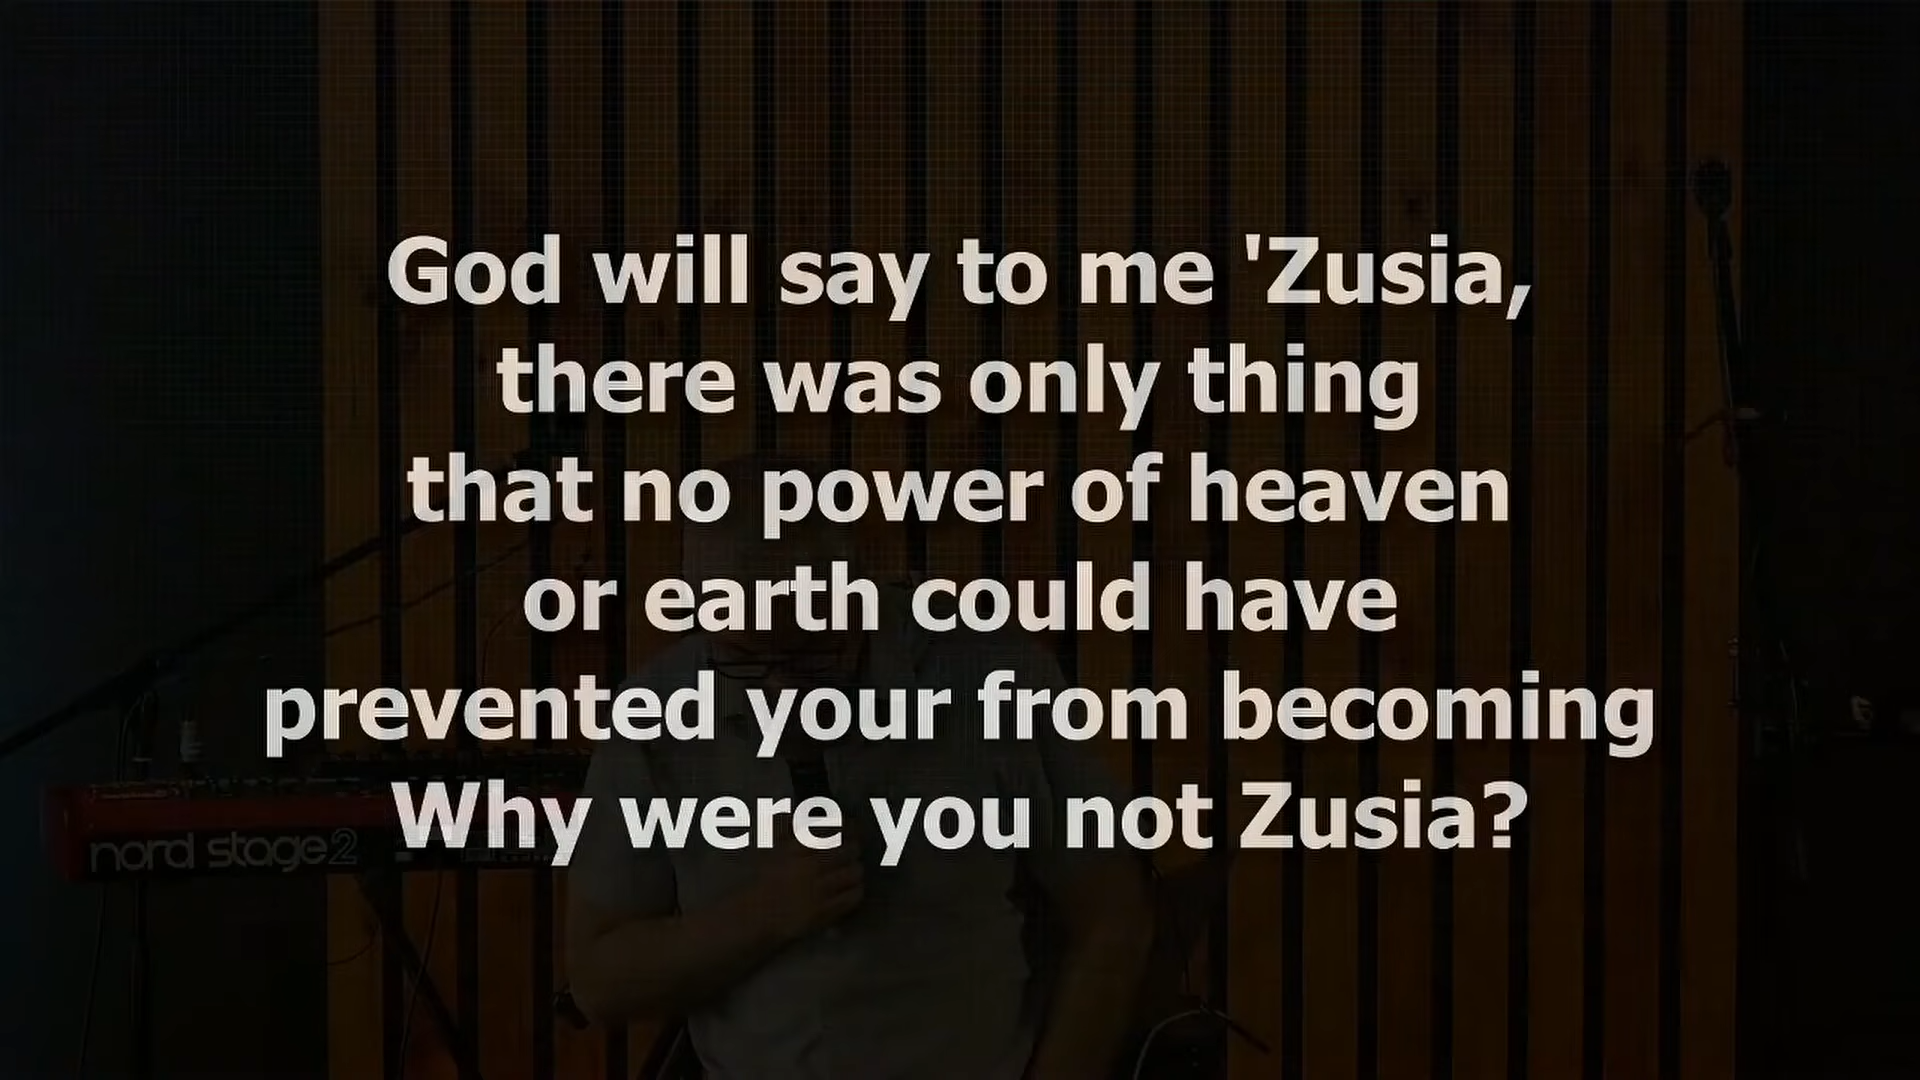 God will say to me 'Zusia,
there was only thing
that no power of heaven
or earth could have
prevented your from becoming
Why were you not Zusia?
nord stage2